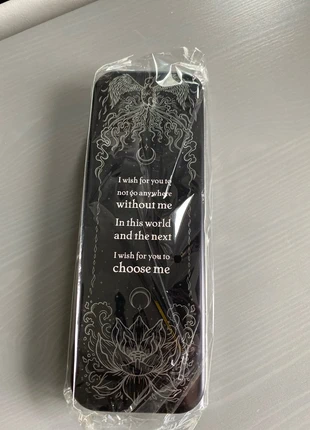 I wish for you to
not go anywhere
without me
In this world
and the next
I wish for you to
choose me